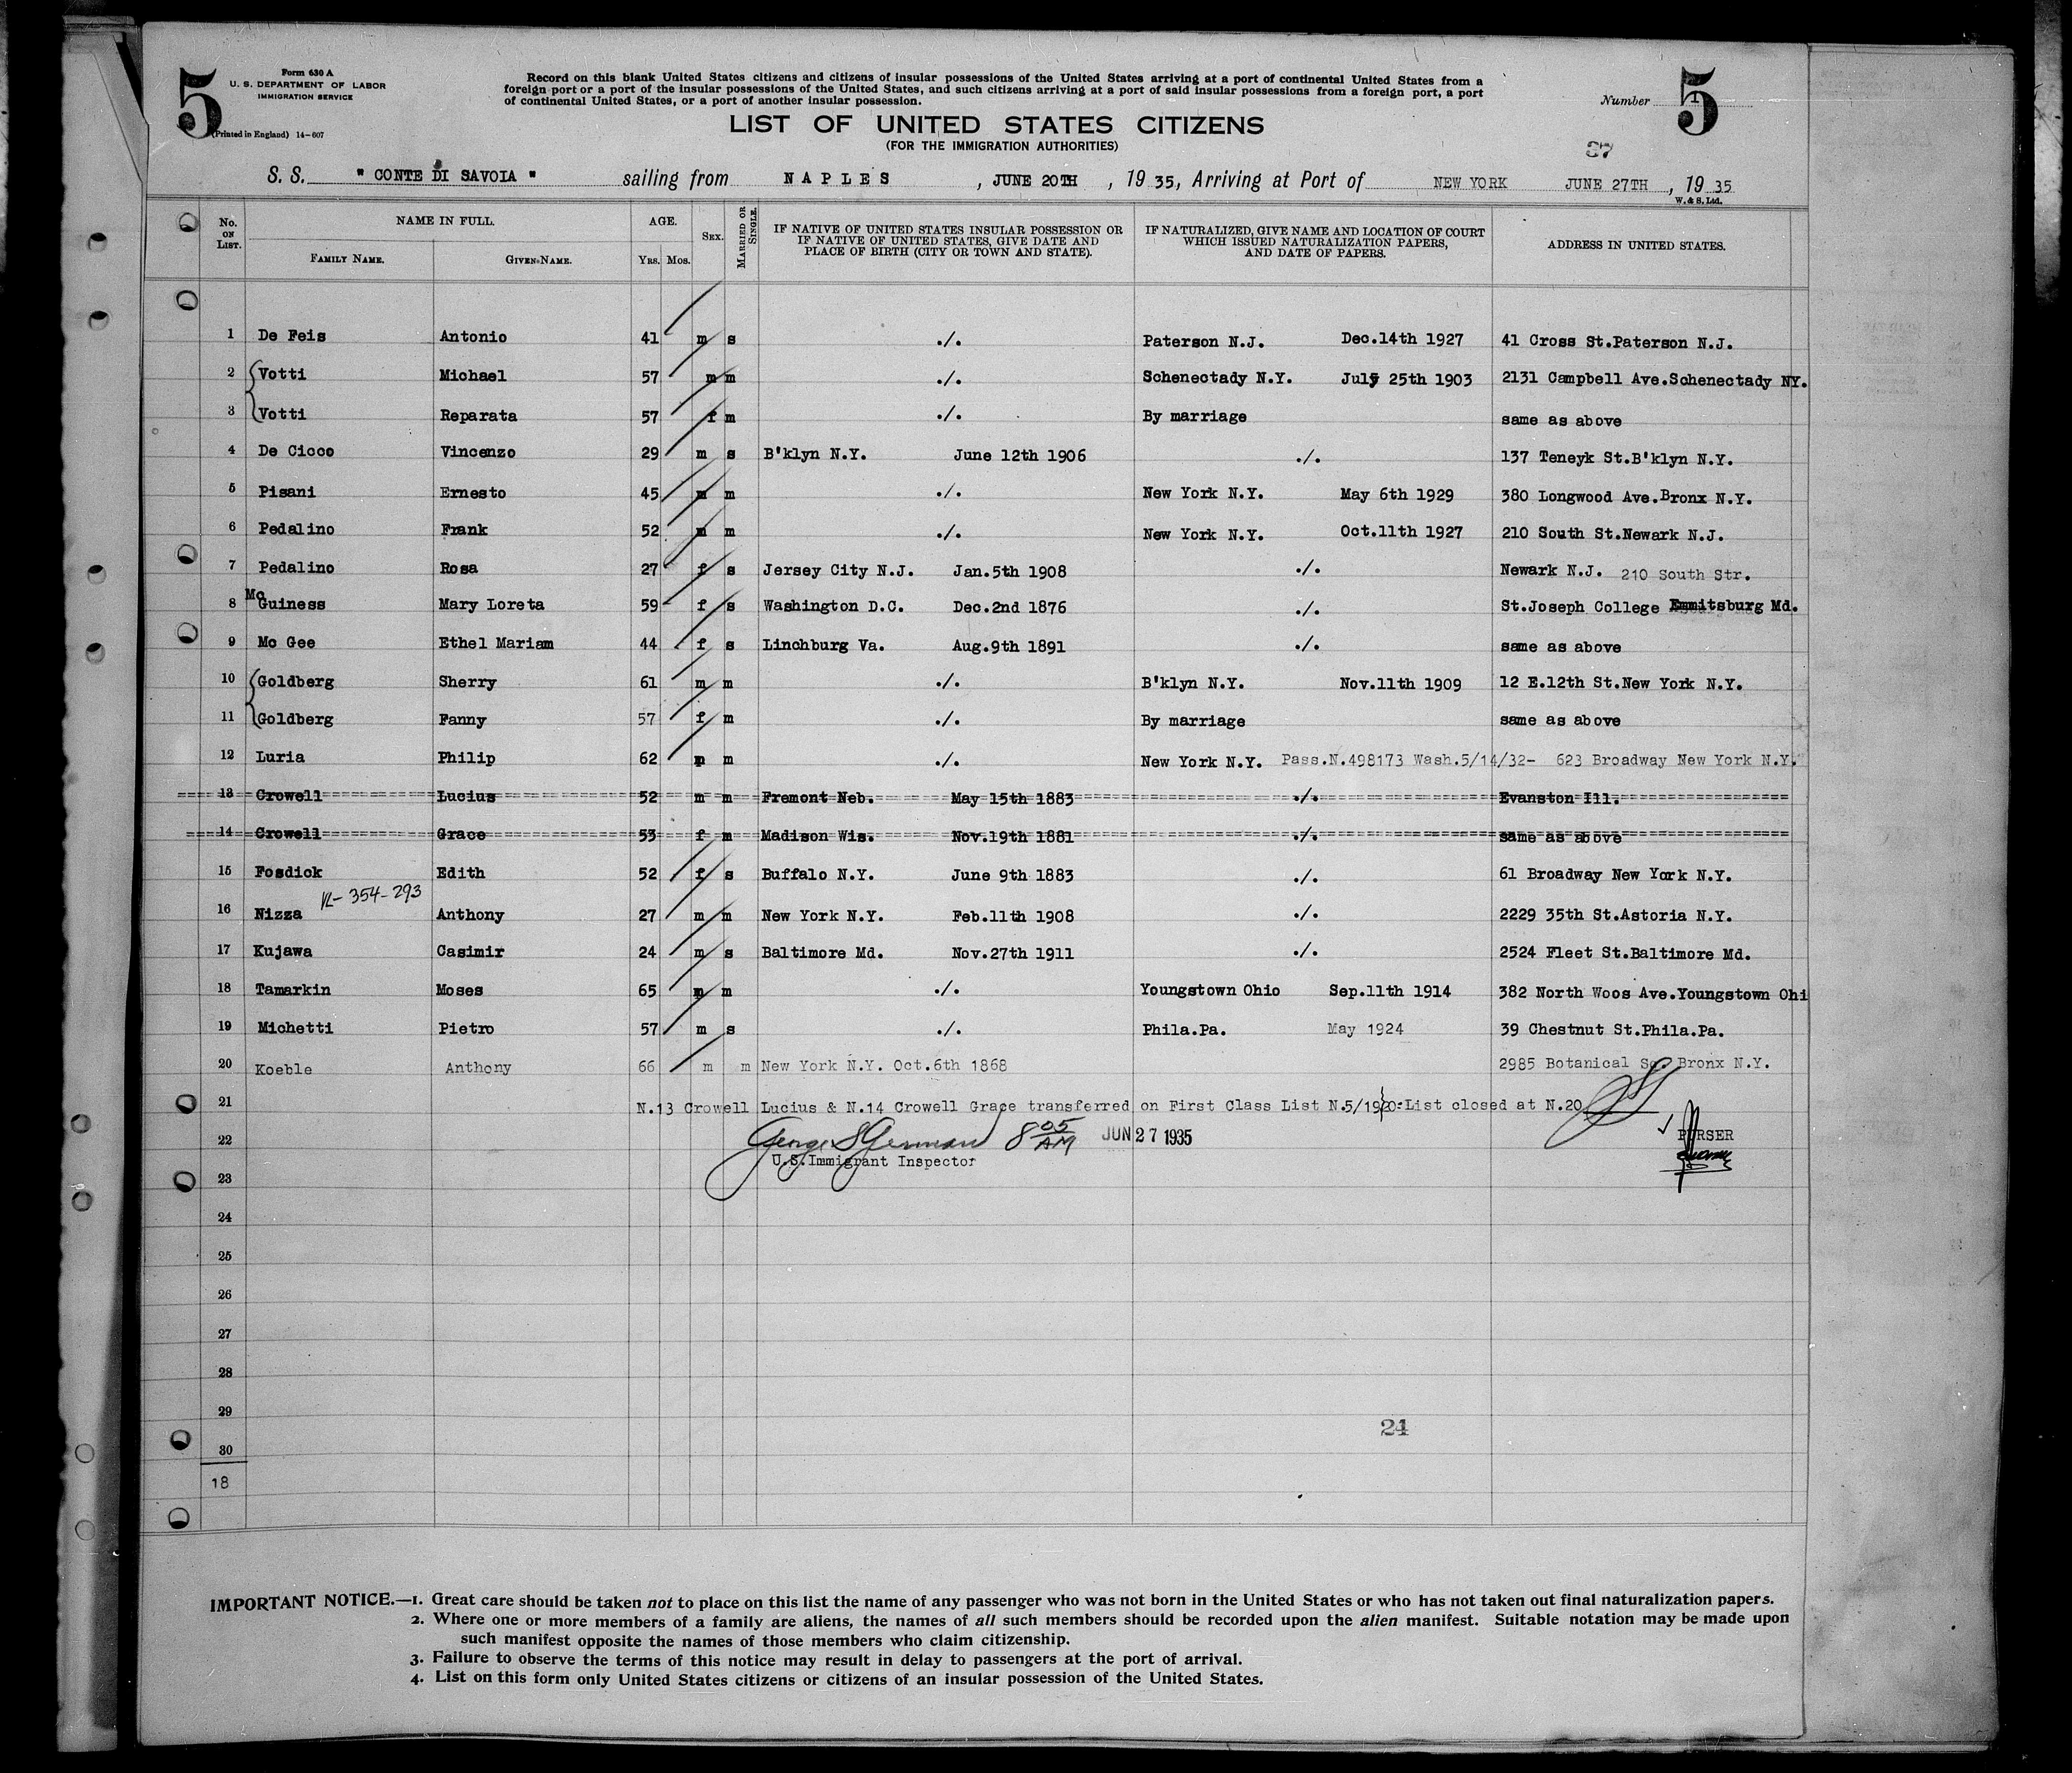 5
Form 630 A
U. S. DEPARTMENT OF LABOR
IMMIGRATION SERVICE
(Printed in England) 14-607
Record on this blank United States citizens and citizens of insular possessions of the United States arriving at a port of continental United States from a
foreign port or a port of the insular possessions of the United States, and such citizens arriving at a port of said insular possessions from a foreign port, a port
of continental United States, or a port of another insular possession.
Number 1 5
LIST OF UNITED STATES CITIZENS
(FOR THE IMMIGRATION AUTHORITIES)
37
S. S. " CONTE DI SAVOIA " sailing from NAPLES , JUNE 20TH , 19 35, Arriving at Port of NEW YORK JUNE 27TH , 19 35
W. & S. Ltd.
No. ON LIST. NAME IN FULL. AGE. SEX. MARRIED OR SINGLE. IF NATIVE OF UNITED STATES INSULAR POSSESSION OR IF NATIVE OF UNITED STATES, GIVE DATE AND PLACE OF BIRTH (CITY OR TOWN AND STATE). IF NATURALIZED, GIVE NAME AND LOCATION OF COURT WHICH ISSUED NATURALIZATION PAPERS, AND DATE OF PAPERS. ADDRESS IN UNITED STATES.
FAMILY NAME. GIVEN NAME. YRS. MOS.
1 De Feis Antonio 41 m s ./. Paterson N.J. Dec.14th 1927 41 Cross St.Paterson N.J.
2 Votti Michael 57 m m ./. Schenectady N.Y. July 25th 1903 2131 Campbell Ave.Schenectady NY.
3 Votti Reparata 57 f m ./. By marriage same as above
4 De Cicco Vincenzo 29 m s B'klyn N.Y. June 12th 1906 ./. 137 Teneyk St.B'klyn N.Y.
5 Pisani Ernesto 45 m m ./. New York N.Y. May 6th 1929 380 Longwood Ave.Bronx N.Y.
6 Pedalino Frank 52 m m ./. New York N.Y. Oct.11th 1927 210 South St.Newark N.J.
7 Pedalino Rosa 27 f s Jersey City N.J. Jan.5th 1908 ./. Newark N.J. 210 South Str.
8 Mc Guiness Mary Loreta 59 f s Washington D.C. Dec.2nd 1876 ./. St.Joseph College Emmitsburg Md.
9 Mc Gee Ethel Mariam 44 f s Linchburg Va. Aug.9th 1891 ./. same as above
10 Goldberg Sherry 61 m m ./. B'klyn N.Y. Nov.11th 1909 12 E.12th St.New York N.Y.
11 Goldberg Fanny 57 f m ./. By marriage same as above
12 Luria Philip 62 m m ./. New York N.Y. Pass.N.498173 Wash.5/14/32- 623 Broadway New York N.Y.
13 Crowell Lucius 52 m m Fremont Neb. May 15th 1883 ./. Evanston Ill.
14 Crowell Grace 53 f m Madison Wis. Nov.19th 1881 ./. same as above
15 Fosdick Edith 52 f s Buffalo N.Y. June 9th 1883 ./. 61 Broadway New York N.Y.
354-293
16 Nizza Anthony 27 m m New York N.Y. Feb.11th 1908 ./. 2229 35th St.Astoria N.Y.
17 Kujawa Casimir 24 m s Baltimore Md. Nov.27th 1911 ./. 2524 Fleet St.Baltimore Md.
18 Tamarkin Moses 65 m m ./. Youngstown Ohio Sep.11th 1914 382 North Woos Ave.Youngstown Ohi
19 Michetti Pietro 57 m s ./. Phila.Pa. May 1924 39 Chestnut St.Phila.Pa.
20 Koeble Anthony 66 m m New York N.Y. Oct.6th 1868 2985 Botanical Sq. Bronx N.Y.
21 N.13 Crowell Lucius & N.14 Crowell Grace transferred on First Class List N.5/19 20=List closed at N.20
22 George S German 8 05 AM JUN 27 1935 PURSER
U.S.Immigrant Inspector
23
24
25
26
27
28
29
24
30
18
IMPORTANT NOTICE.—1. Great care should be taken not to place on this list the name of any passenger who was not born in the United States or who has not taken out final naturalization papers.
2. Where one or more members of a family are aliens, the names of all such members should be recorded upon the alien manifest. Suitable notation may be made upon
such manifest opposite the names of those members who claim citizenship.
3. Failure to observe the terms of this notice may result in delay to passengers at the port of arrival.
4. List on this form only United States citizens or citizens of an insular possession of the United States.